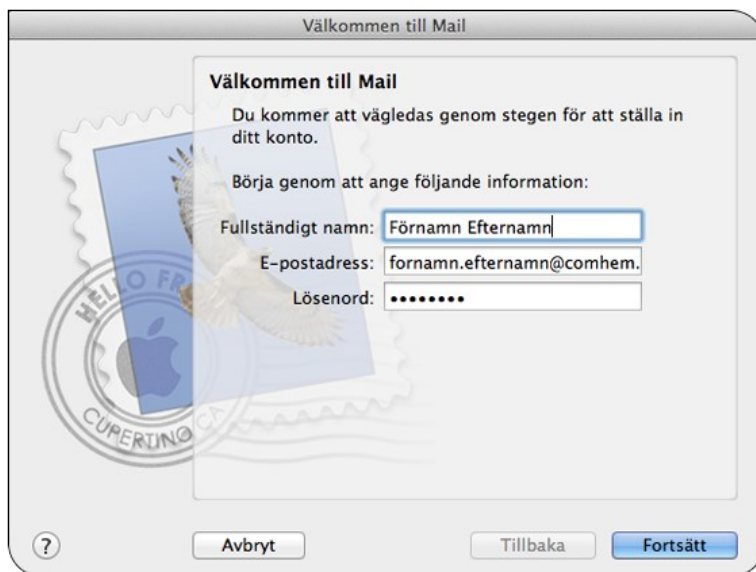 Välkommen till Mail
Välkommen till Mail
Du kommer att vägledas genom stegen för att ställa in
ditt konto.
Börja genom att ange följande information:
Fullständigt namn: Förnamn Efternamn
E-postadress: fornamn.efternamn@comhem.
Lösenord: ••••••••
HELLO FR
CUPERTINO CA
? Avbryt Tillbaka Fortsätt